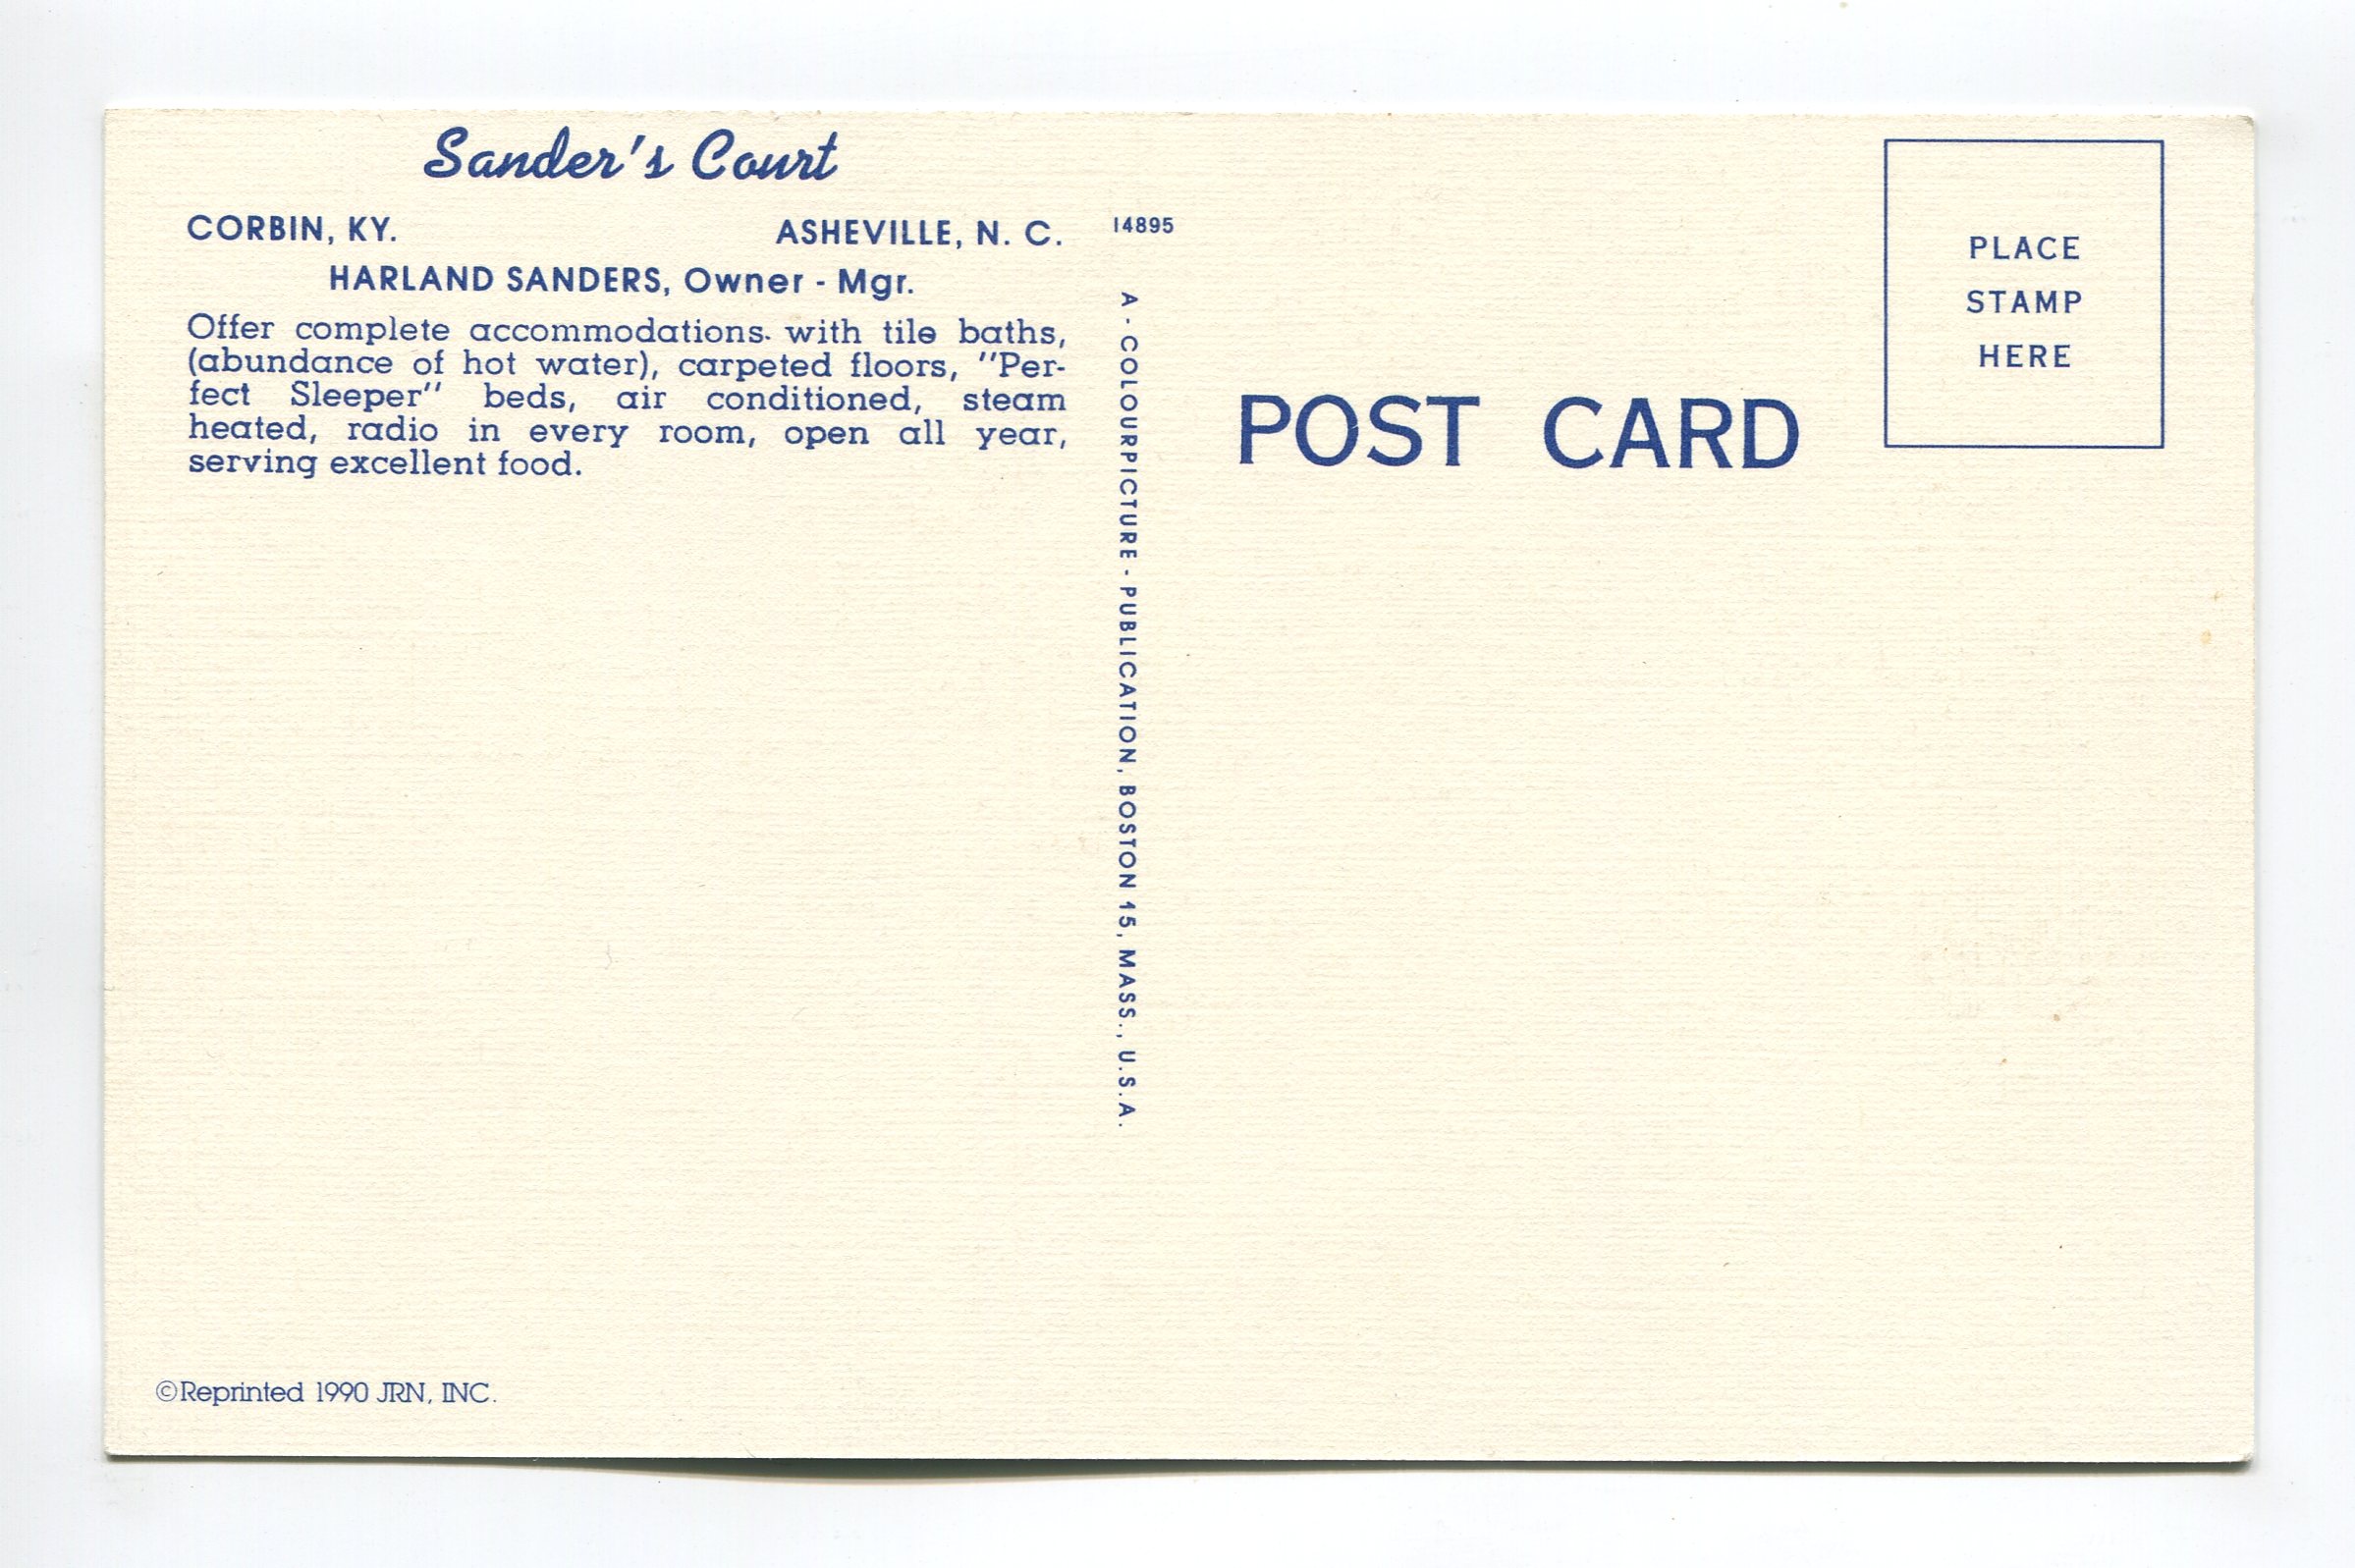 Sander's Court
CORBIN, KY.
ASHEVILLE, N. C.
HARLAND SANDERS, Owner - Mgr.
Offer complete accommodations. with tile baths,
(abundance of hot water), carpeted floors, "Per-
fect Sleeper" beds, air conditioned, steam
heated, radio in every room, open all year,
serving excellent food.
©Reprinted 1990 JRN, INC.
14895
A - COLOURPICTURE - PUBLICATION, BOSTON 15, MASS., U.S.A.
POST CARD
PLACE
STAMP
HERE